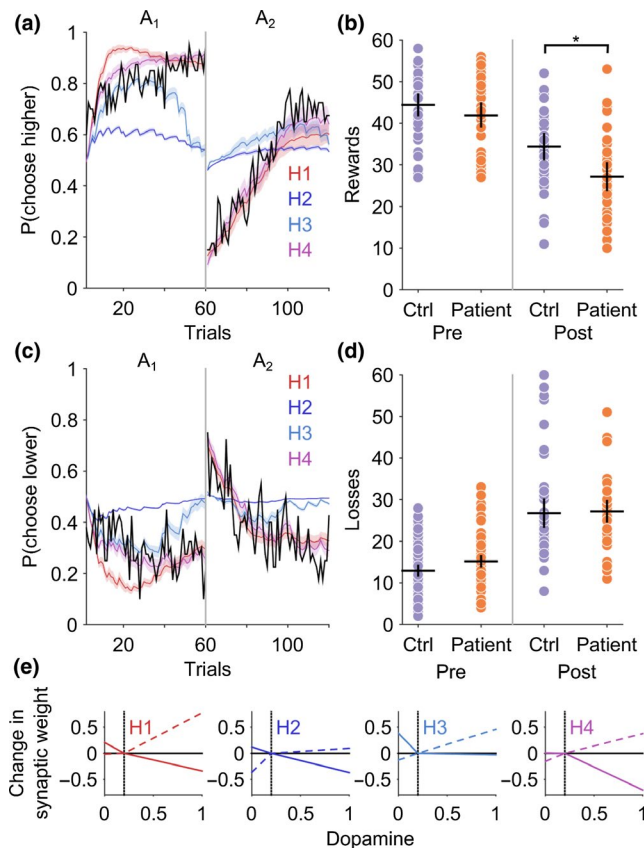 (a)
A₁
A₂
P(choose higher)
1
0.8
0.6
0.4
0.2
0
20
60
100
Trials
H1
H2
H3
H4
(b)
*
Rewards
60
50
40
30
20
10
0
Ctrl Patient Ctrl Patient
Pre Post
(c)
A₁
A₂
P(choose lower)
1
0.8
0.6
0.4
0.2
0
20
60
100
Trials
H1
H2
H3
H4
(d)
Losses
60
50
40
30
20
10
0
Ctrl Patient Ctrl Patient
Pre Post
(e)
Change in
synaptic weight
0.5
0
−0.5
H1
0 0.5 1
0.5
0
−0.5
H2
0 0.5 1
0.5
0
−0.5
H3
0 0.5 1
0.5
0
−0.5
H4
0 0.5 1
Dopamine